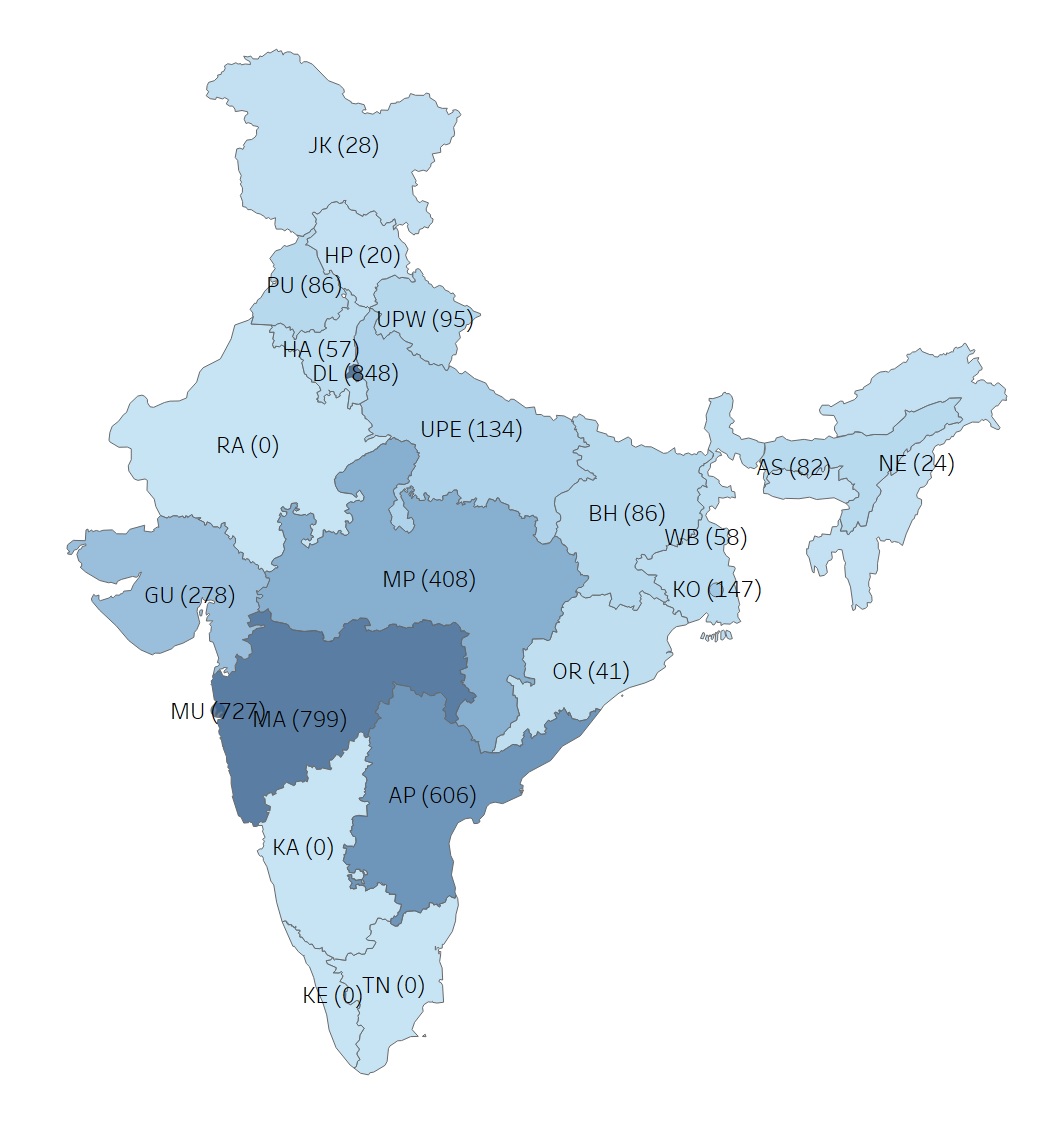 JK (28)
HP (20)
PU (86)
UPW (95)
HA (57)
DL (848)
UPE (134)
RA (0)
AS (82)
NE (24)
BH (86)
WB (58)
MP (408)
KO (147)
GU (278)
OR (41)
MU (727)
MA (799)
AP (606)
KA (0)
TN (0)
KE (0)